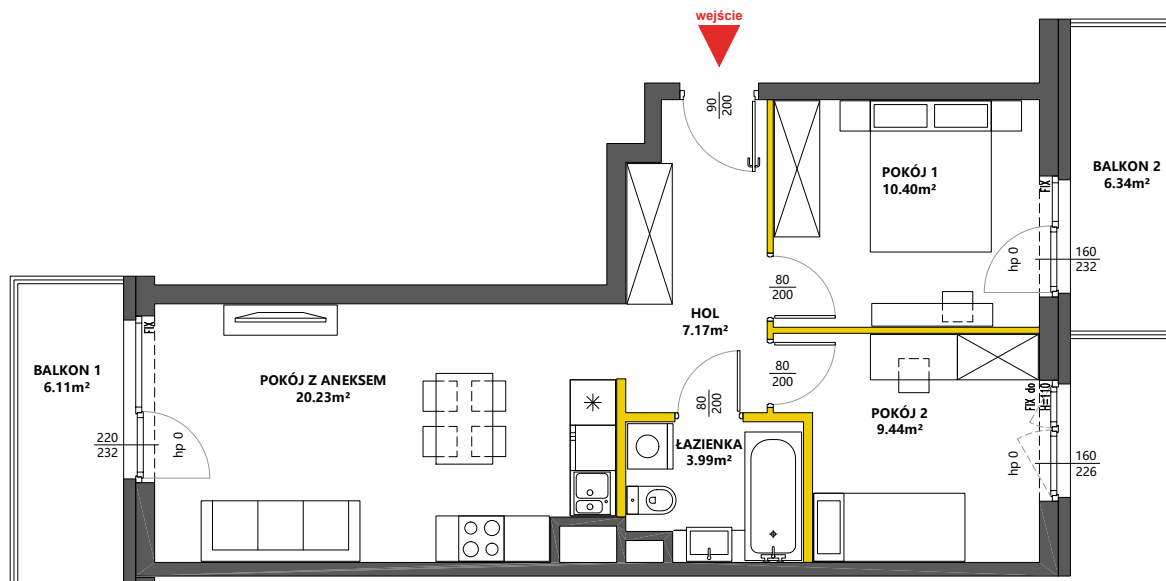 wejście
90
200
POKÓJ 1
10.40m²
BALKON 2
6.34m²
FIX
hp 0
160
232
80
200
HOL
7.17m²
FIX
BALKON 1
6.11m²
POKÓJ Z ANEKSEM
20.23m²
80
200
80
200
FIX do
H=110
POKÓJ 2
9.44m²
220
232
hp 0
ŁAZIENKA
3.99m²
hp 0
160
226